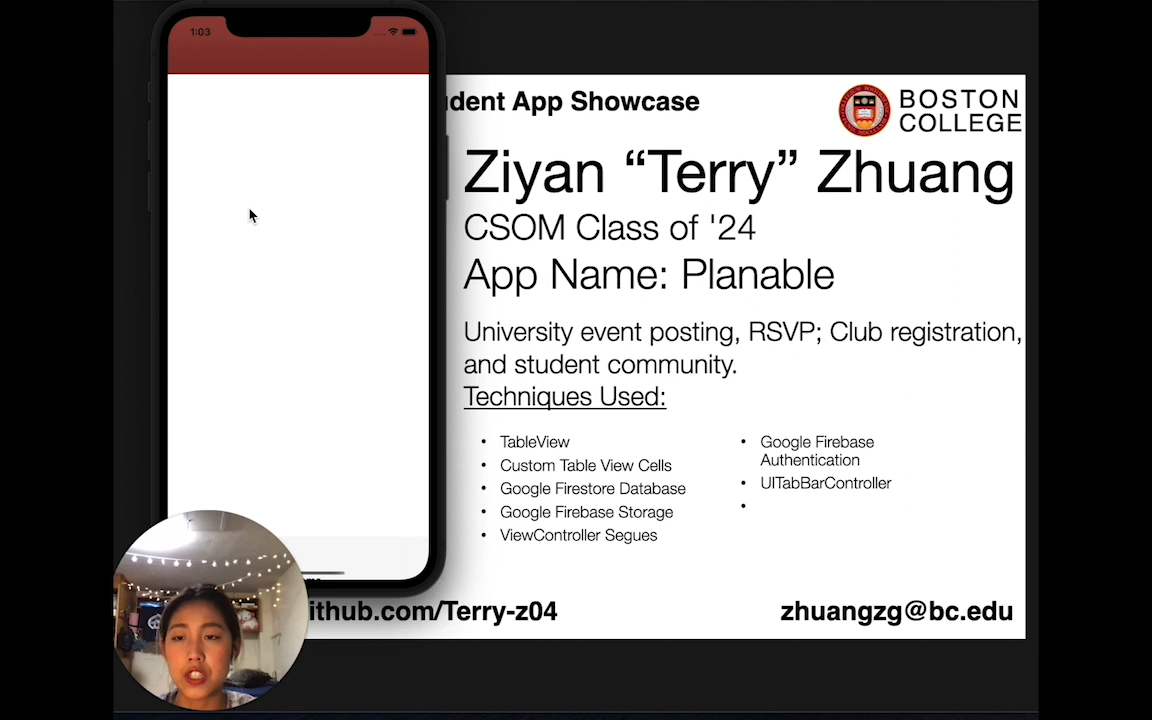 1:03
udent App Showcase
BOSTON
COLLEGE
Ziyan “Terry” Zhuang
CSOM Class of '24
App Name: Planable
University event posting, RSVP; Club registration,
and student community.
Techniques Used:
• TableView
• Custom Table View Cells
• Google Firestore Database
• Google Firebase Storage
• ViewController Segues
• Google Firebase
Authentication
• UITabBarController
•
ithub.com/Terry-z04
zhuangzg@bc.edu